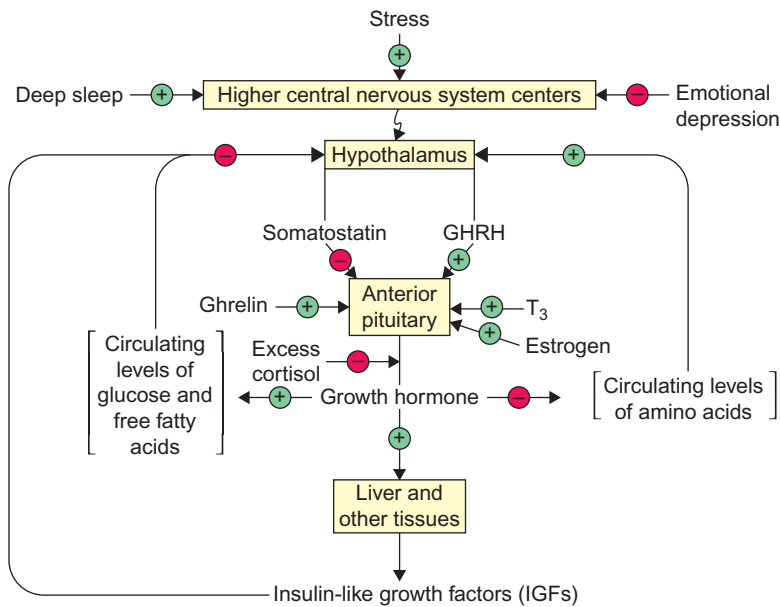 Stress
+
Deep sleep
+
Higher central nervous system centers
−
Emotional
depression
−
Hypothalamus
+
Somatostatin
GHRH
−
+
Ghrelin
+
Anterior
pituitary
+
T3
+
Estrogen
Circulating
levels of
glucose and
free fatty
acids
Excess
cortisol
−
+
Growth hormone
−
Circulating levels
of amino acids
+
Liver and
other tissues
Insulin-like growth factors (IGFs)